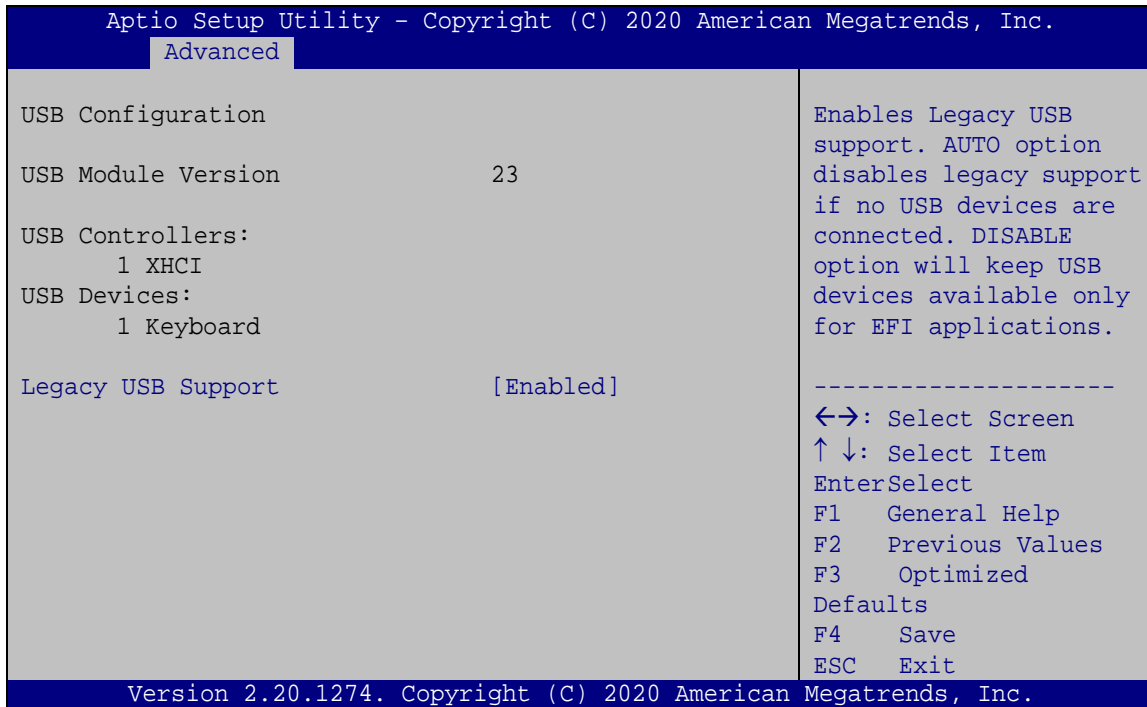 Aptio Setup Utility – Copyright (C) 2020 American Megatrends, Inc.
Advanced
USB Configuration
USB Module Version 23
USB Controllers:
1 XHCI
USB Devices:
1 Keyboard
Legacy USB Support [Enabled]
Enables Legacy USB
support. AUTO option
disables legacy support
if no USB devices are
connected. DISABLE
option will keep USB
devices available only
for EFI applications.
---------------------
←→: Select Screen
↑ ↓: Select Item
EnterSelect
F1 General Help
F2 Previous Values
F3 Optimized
Defaults
F4 Save
ESC Exit
Version 2.20.1274. Copyright (C) 2020 American Megatrends, Inc.